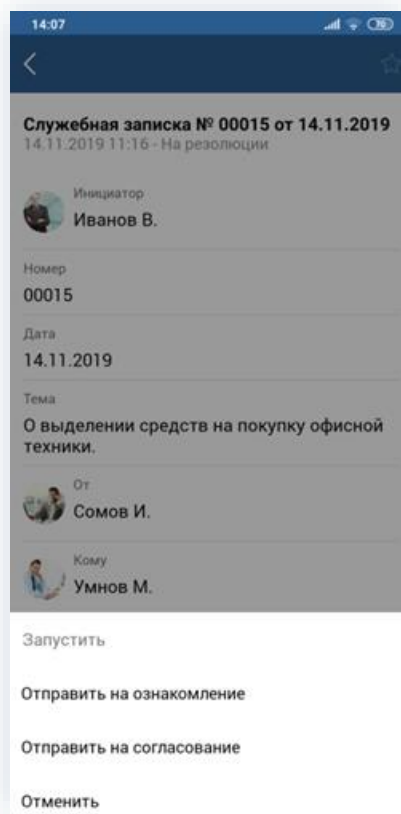 14:07
76
Служебная записка № 00015 от 14.11.2019
14.11.2019 11:16 - На резолюции
Инициатор
Иванов В.
Номер
00015
Дата
14.11.2019
Тема
О выделении средств на покупку офисной
техники.
От
Сомов И.
Кому
Умнов М.
Запустить
Отправить на ознакомление
Отправить на согласование
Отменить